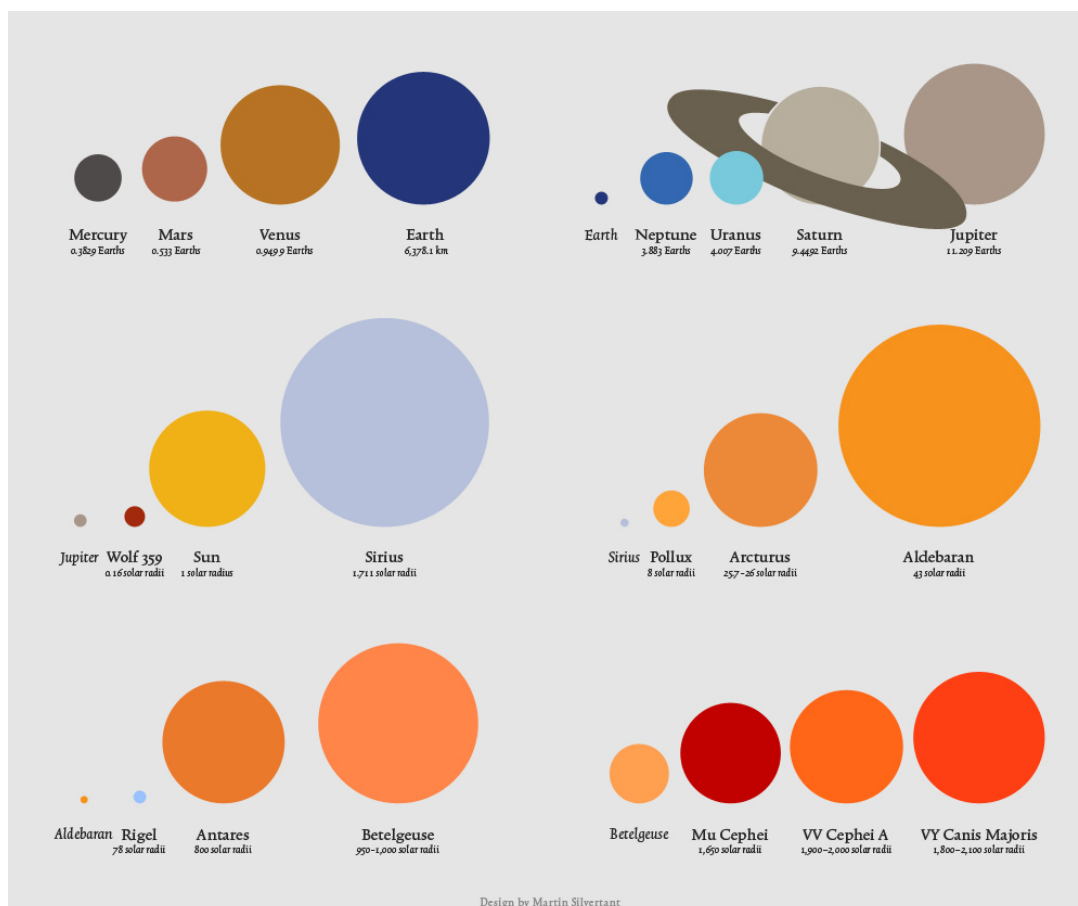 Mercury
0.3829 Earths
Mars
0.533 Earths
Venus
0.9499 Earths
Earth
6,378.1 km
Earth
Neptune
3.883 Earths
Uranus
4.007 Earths
Saturn
9.4492 Earths
Jupiter
11.209 Earths
Jupiter
Wolf 359
0.16 solar radii
Sun
1 solar radius
Sirius
1.711 solar radii
Sirius
Pollux
8 solar radii
Arcturus
25.7–26 solar radii
Aldebaran
43 solar radii
Aldebaran
Rigel
78 solar radii
Antares
800 solar radii
Betelgeuse
950–1,000 solar radii
Betelgeuse
Mu Cephei
1,650 solar radii
VV Cephei A
1,900–2,000 solar radii
VY Canis Majoris
1,800–2,100 solar radii
Design by Martin Silvertant